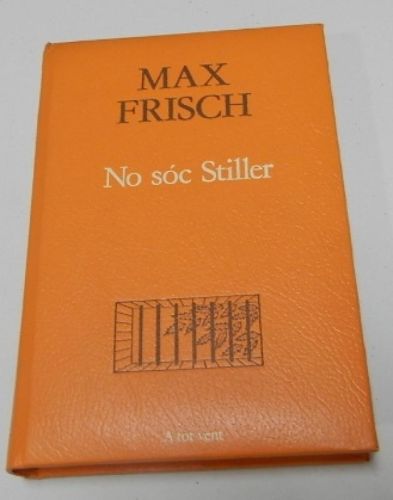 MAX
FRISCH
No sóc Stiller
A tot vent